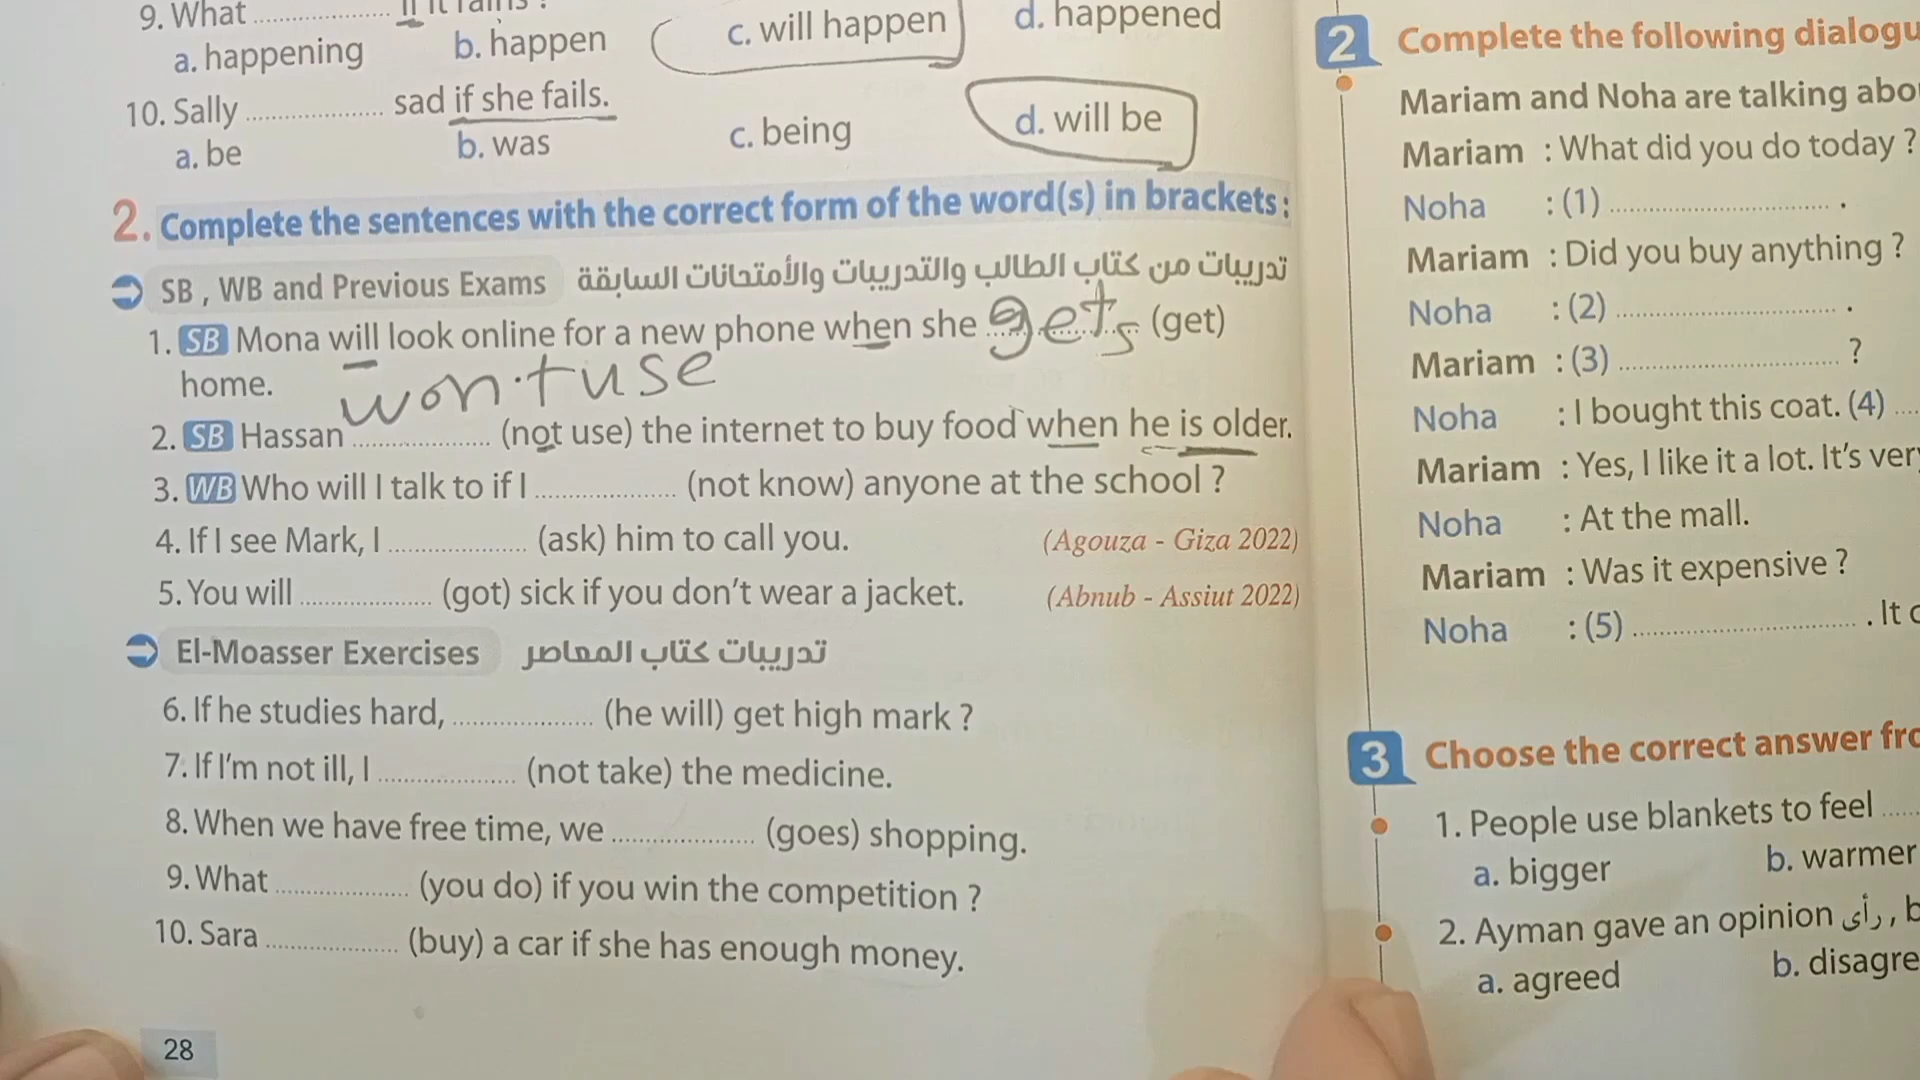 9. What .................... if it rains ?
a. happening b. happen c. will happen d. happened
10. Sally .................... sad if she fails.
a. be b. was c. being d. will be
2. Complete the sentences with the correct form of the word(s) in brackets:
SB , WB and Previous Exams تدريبات من كتاب الطالب والتدريبات والأمتحانات السابقة
1. SB Mona will look online for a new phone when she gets (get)
home.
won't use
2. SB Hassan .................... (not use) the internet to buy food when he is older.
3. WB Who will I talk to if I .................... (not know) anyone at the school ?
4. If I see Mark, I .................... (ask) him to call you. (Agouza - Giza 2022)
5. You will .................... (got) sick if you don't wear a jacket. (Abnub - Assiut 2022)
El-Moasser Exercises تدريبات كتاب المعاصر
6. If he studies hard, .................... (he will) get high mark ?
7. If I'm not ill, I .................... (not take) the medicine.
8. When we have free time, we .................... (goes) shopping.
9. What .................... (you do) if you win the competition ?
10. Sara .................... (buy) a car if she has enough money.
28
2 Complete the following dialogu
Mariam and Noha are talking abo
Mariam : What did you do today ?
Noha : (1) .................... .
Mariam : Did you buy anything ?
Noha : (2) .................... .
Mariam : (3) .................... ?
Noha : I bought this coat. (4) ....
Mariam : Yes, I like it a lot. It's very
Noha : At the mall.
Mariam : Was it expensive ?
Noha : (5) .................... . It
3 Choose the correct answer fro
1. People use blankets to feel .....
a. bigger b. warmer
2. Ayman gave an opinion رأى ,
a. agreed b. disagre